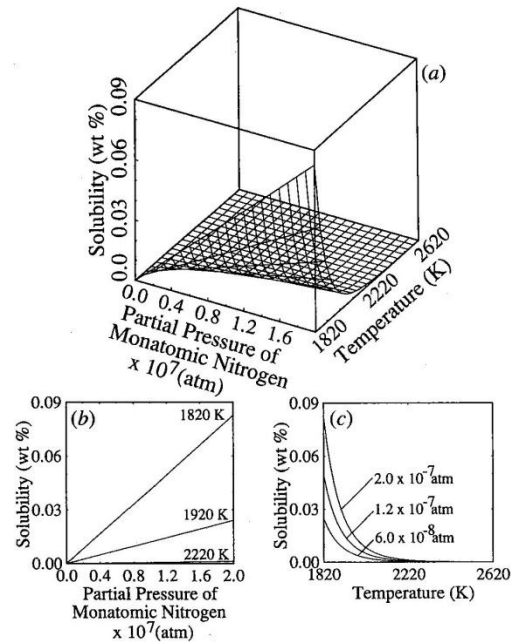 (a)
0.09
0.06
0.03
0.0
Solubility (wt %)
0.0 0.4 0.8 1.2 1.6
Partial Pressure of
Monatomic Nitrogen
x 10⁷(atm)
1820 2220 2620
Temperature (K)
(b)
0.09
0.06
0.03
0.00
Solubility (wt %)
1820 K
1920 K
2220 K
0.0 0.4 0.8 1.2 1.6 2.0
Partial Pressure of
Monatomic Nitrogen
x 10⁷(atm)
(c)
0.09
0.06
0.03
0.00
Solubility (wt %)
2.0 x 10⁻⁷atm
1.2 x 10⁻⁷atm
6.0 x 10⁻⁸atm
1820 2220 2620
Temperature (K)